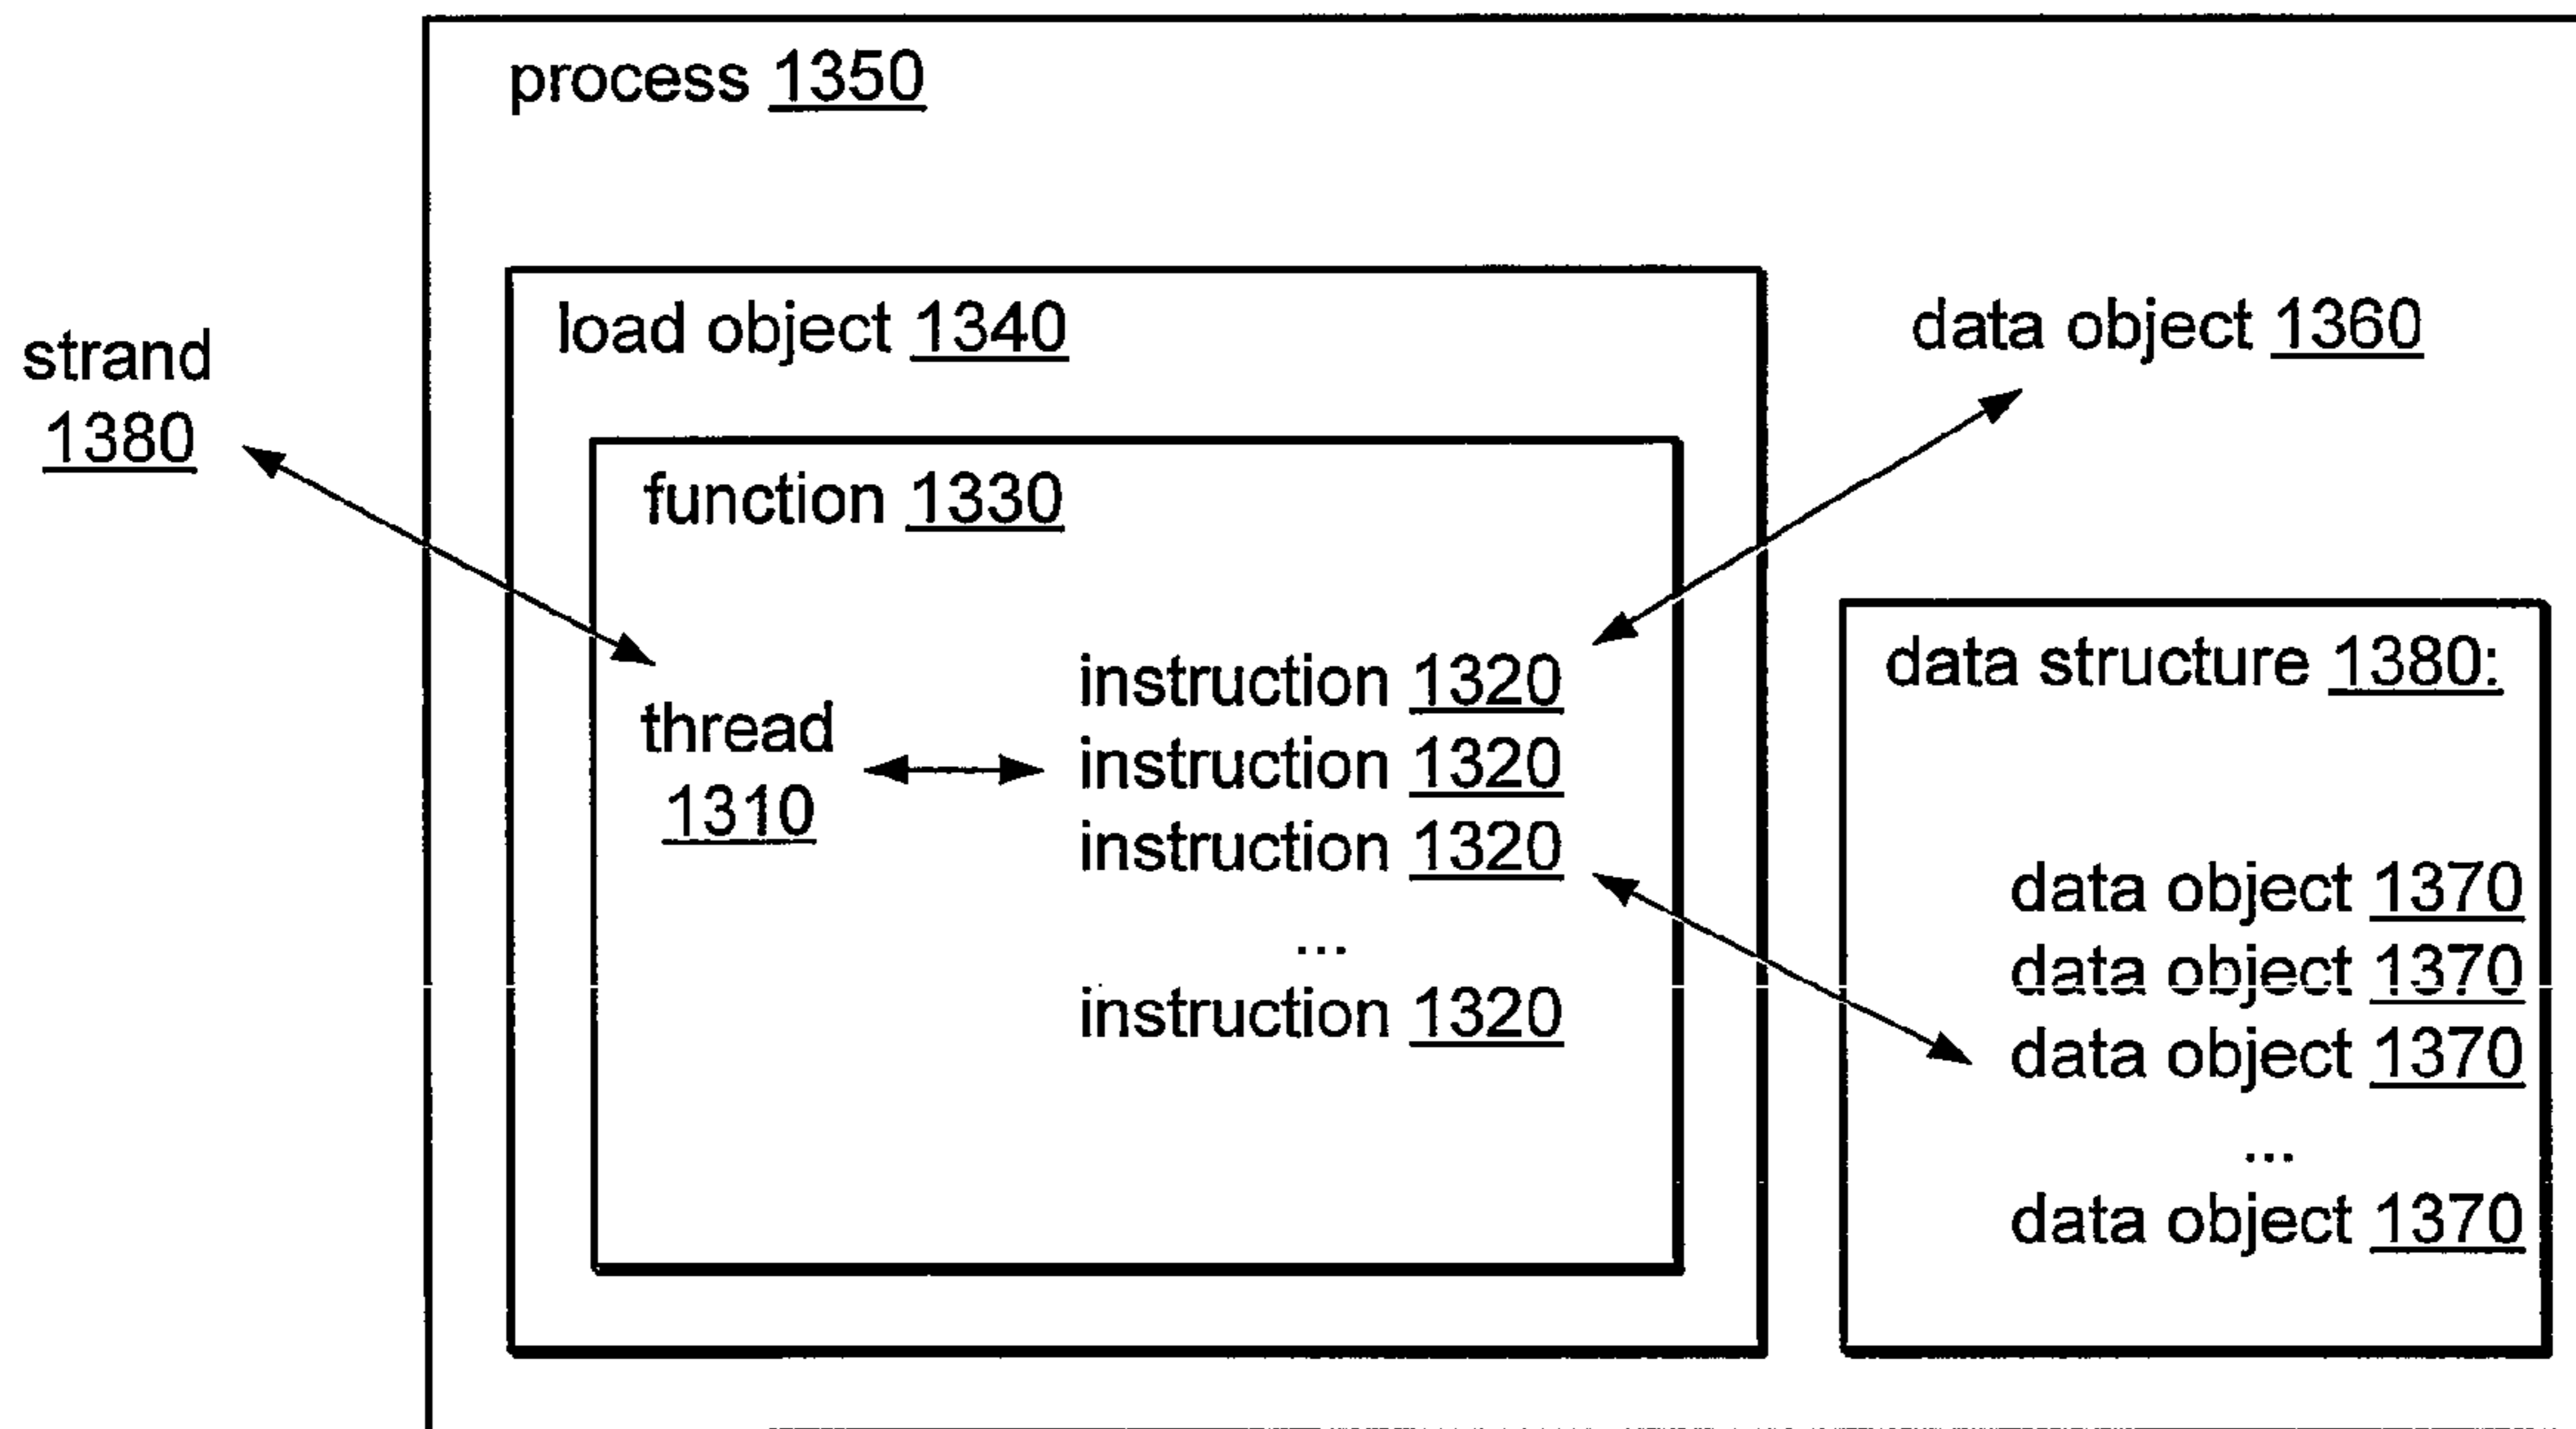 process 1350
strand
1380
load object 1340
data object 1360
function 1330
thread
1310
instruction 1320
instruction 1320
instruction 1320
...
instruction 1320
data structure 1380:
data object 1370
data object 1370
data object 1370
...
data object 1370